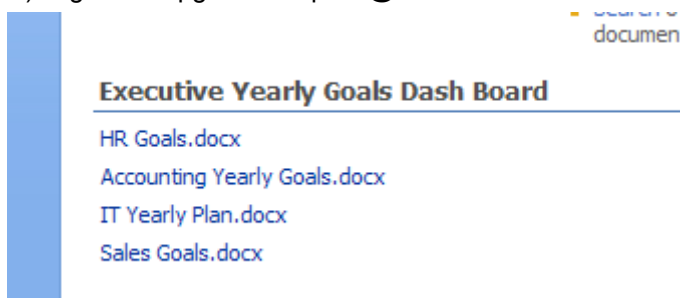 documen
Executive Yearly Goals Dash Board
HR Goals.docx
Accounting Yearly Goals.docx
IT Yearly Plan.docx
Sales Goals.docx